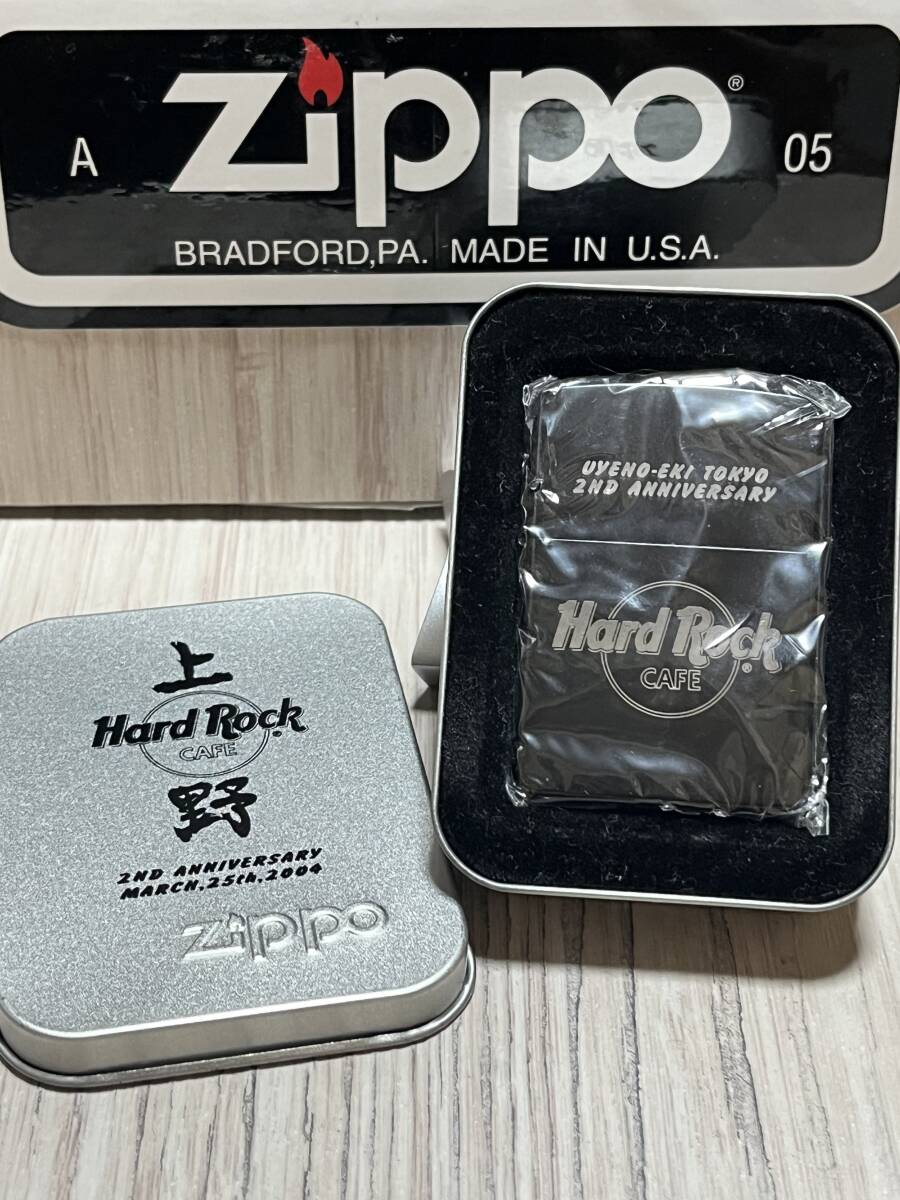 A zippo® 05
BRADFORD,PA. MADE IN U.S.A.
UYENO-EKI TOKYO
2ND ANNIVERSARY
Hard Rock®
CAFE
上
Hard Rock®
CAFE
野
2ND ANNIVERSARY
MARCH,25th,2004
zippo